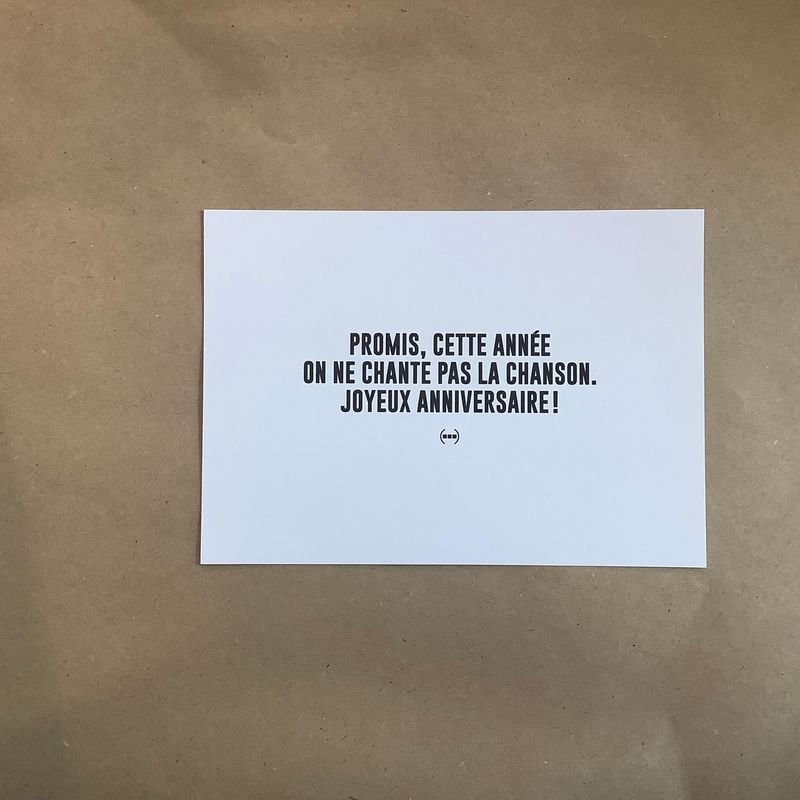 PROMIS, CETTE ANNÉE
ON NE CHANTE PAS LA CHANSON.
JOYEUX ANNIVERSAIRE!
(...)